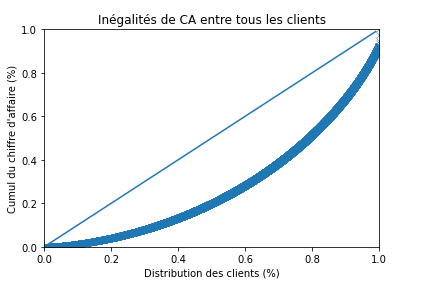 Inégalités de CA entre tous les clients
Cumul du chiffre d'affaire (%)
1.0
0.8
0.6
0.4
0.2
0.0
0.0 0.2 0.4 0.6 0.8 1.0
Distribution des clients (%)